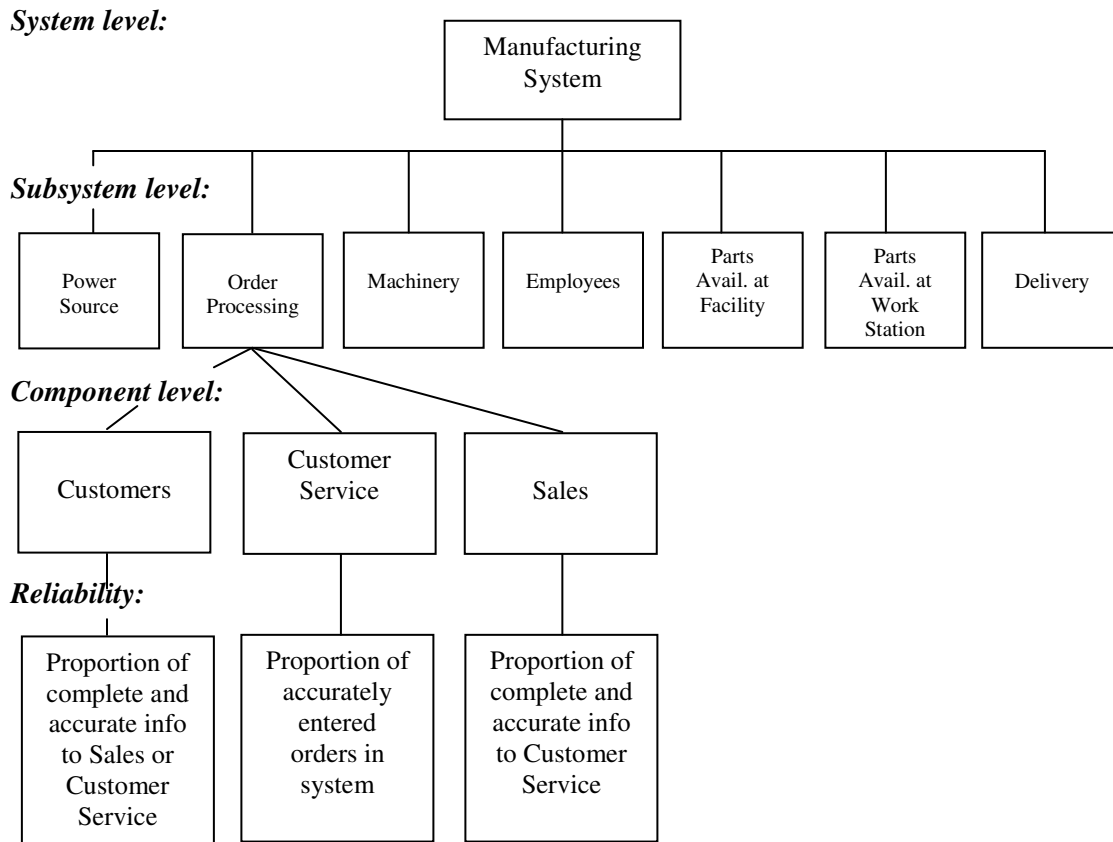 System level:
Manufacturing
System
Subsystem level:
Power
Source
Order
Processing
Machinery
Employees
Parts
Avail. at
Facility
Parts
Avail. at
Work
Station
Delivery
Component level:
Customers
Customer
Service
Sales
Reliability:
Proportion of
complete and
accurate info
to Sales or
Customer
Service
Proportion of
accurately
entered
orders in
system
Proportion of
complete and
accurate info
to Customer
Service